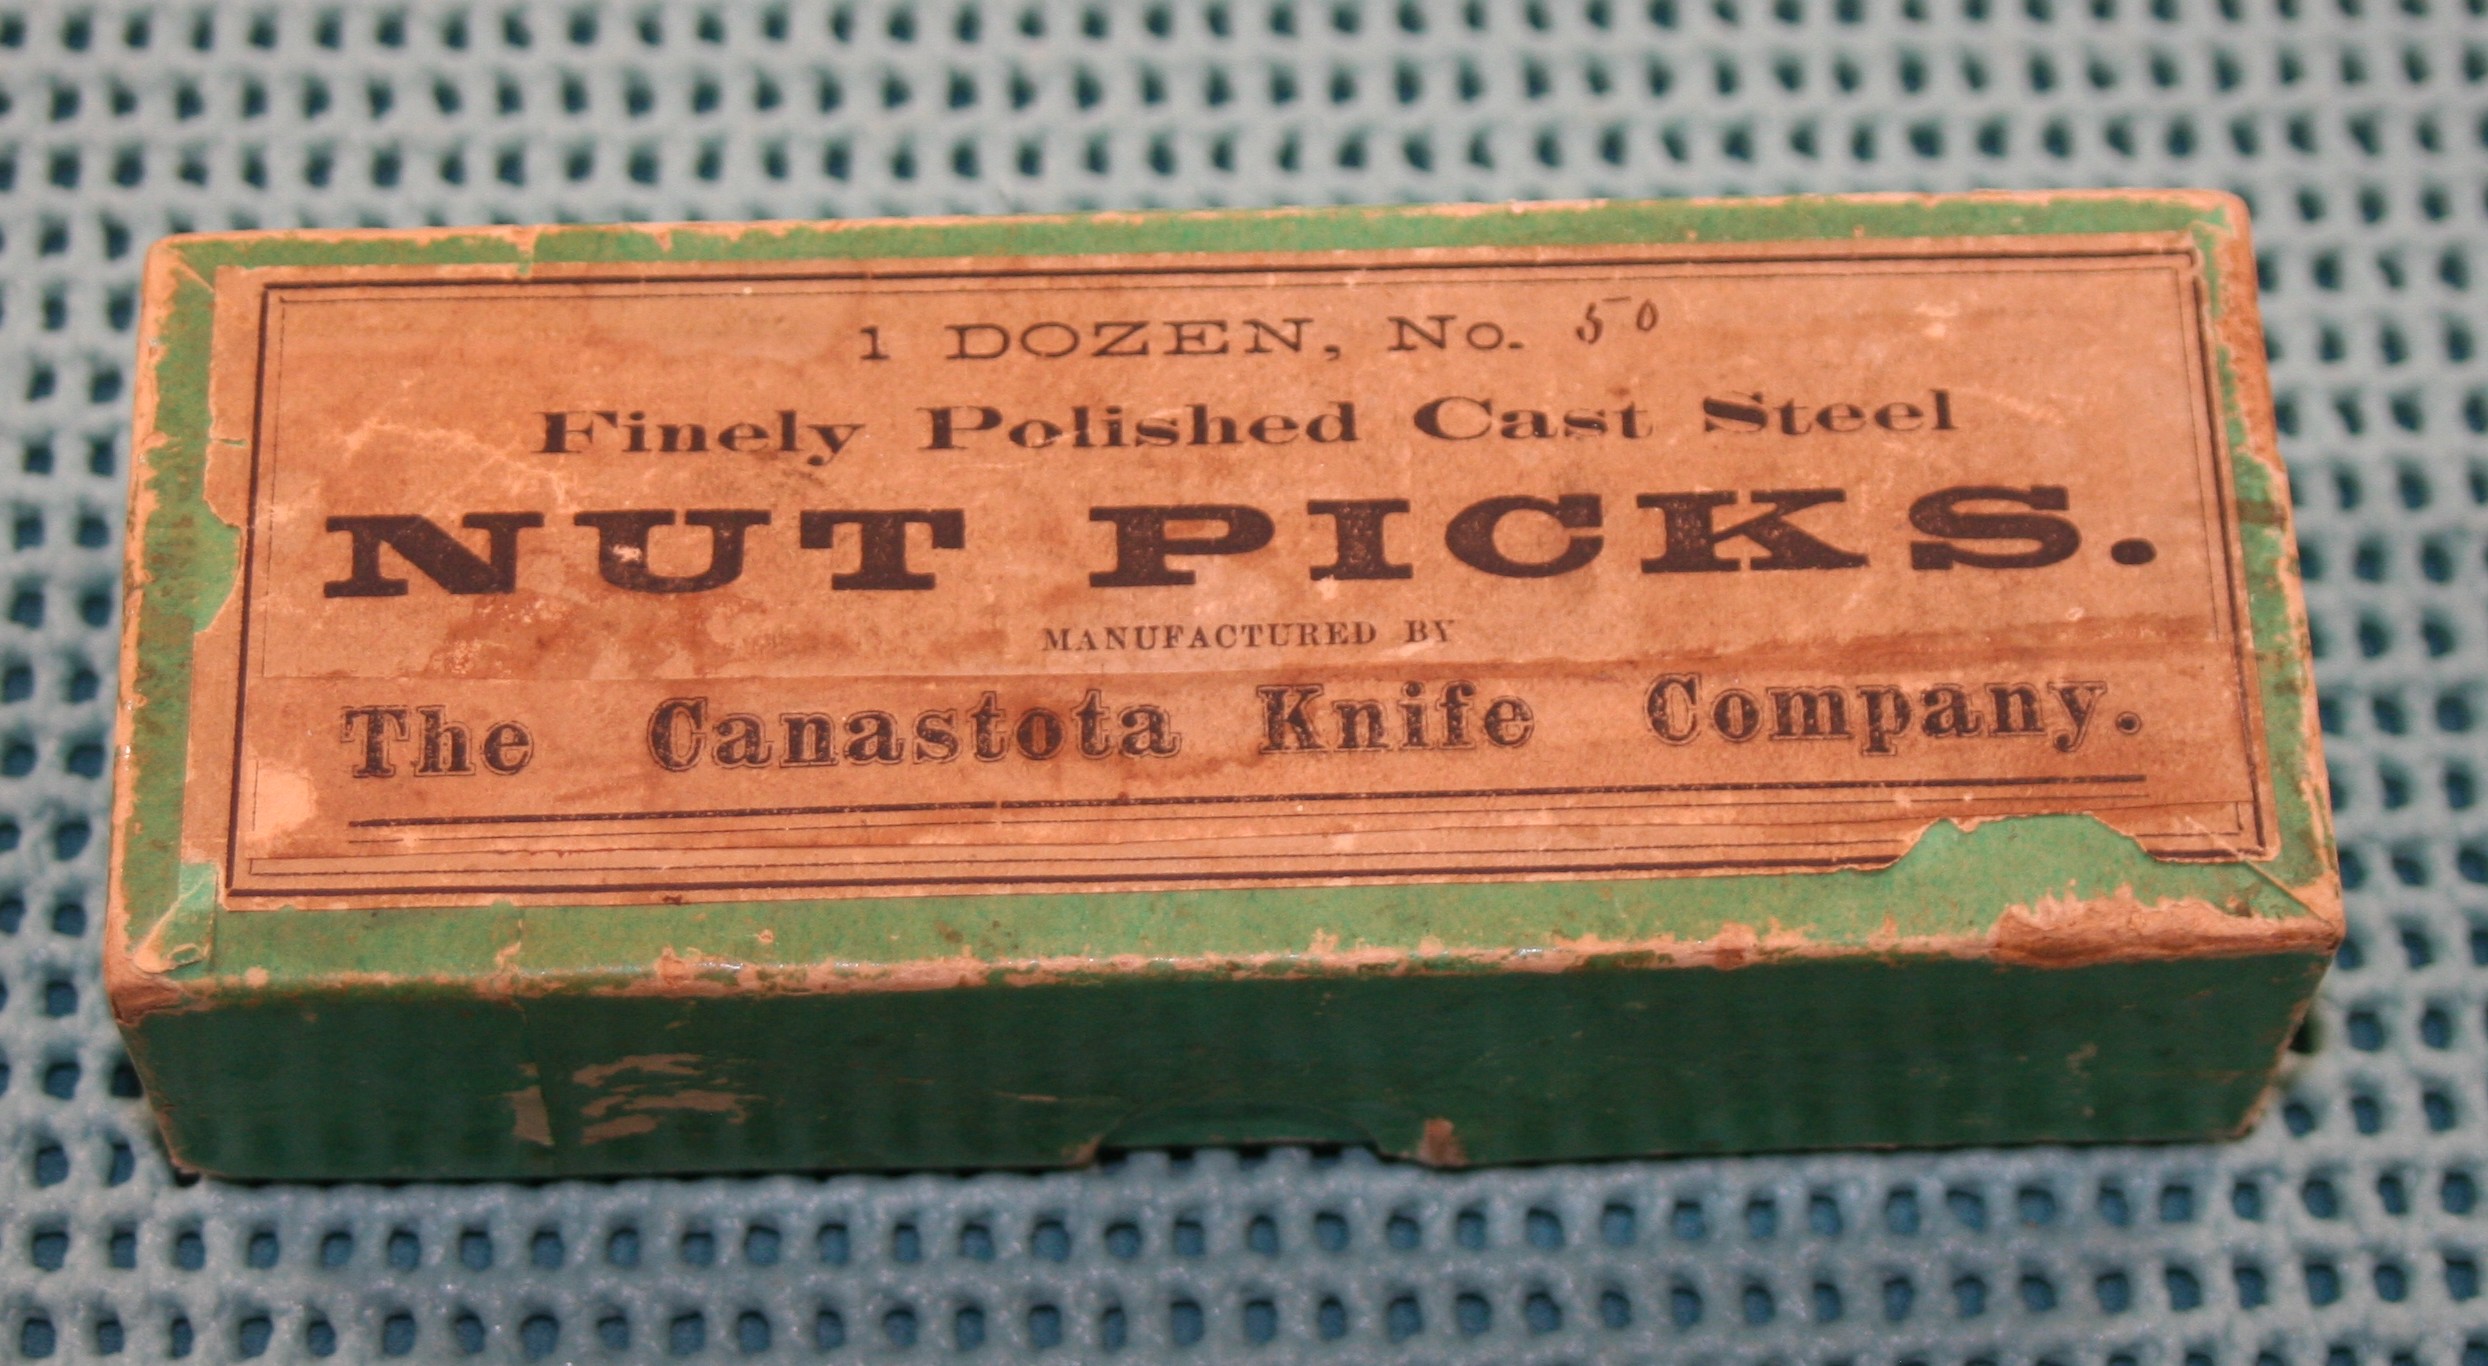 1 DOZEN, No. 50
Finely Polished Cast Steel
NUT PICKS.
MANUFACTURED BY
The Canastota Knife Company.